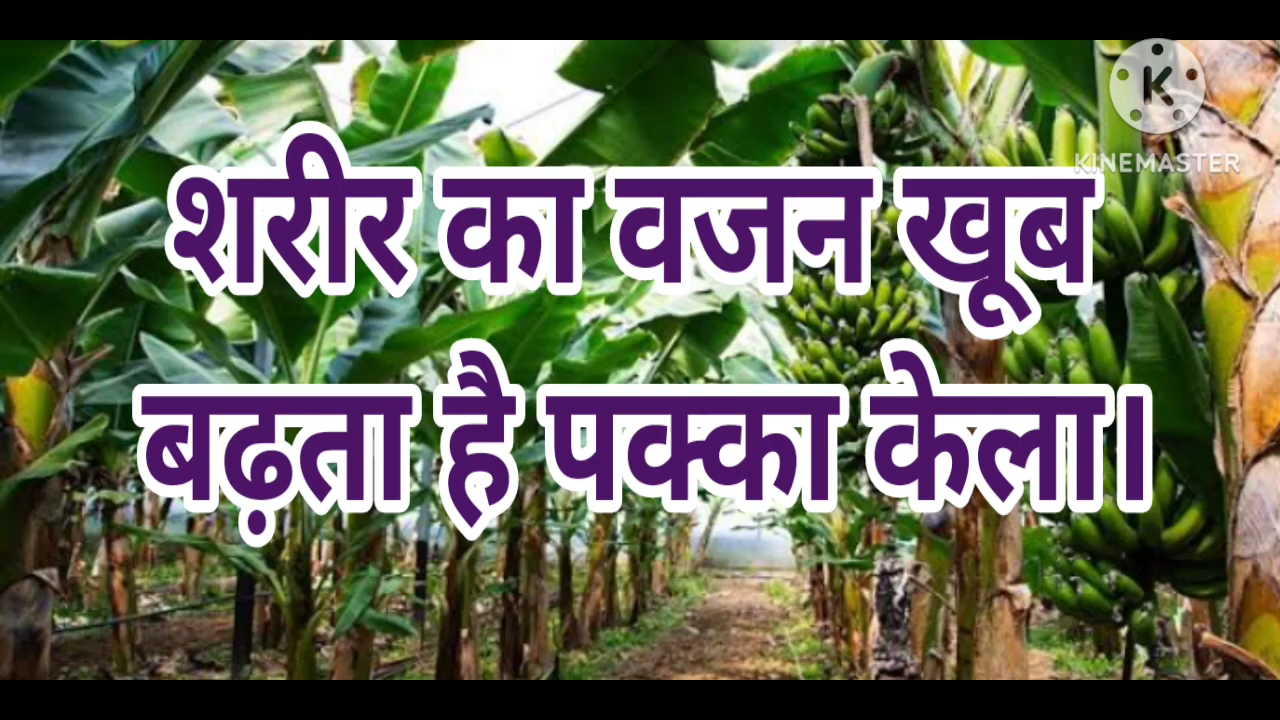 K
KINEMASTER
शरीर का वजन खूब
बढ़ता है पक्का केला।